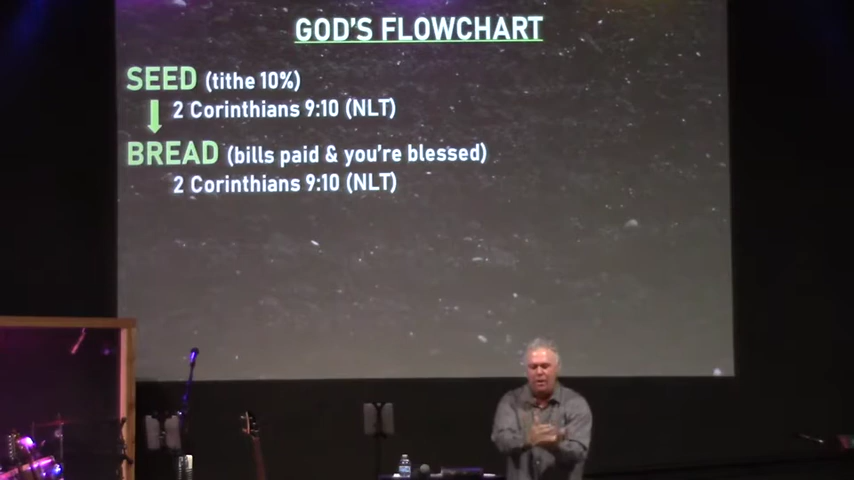 GOD'S FLOWCHART
SEED (tithe 10%)
2 Corinthians 9:10 (NLT)
BREAD (bills paid & you're blessed)
2 Corinthians 9:10 (NLT)